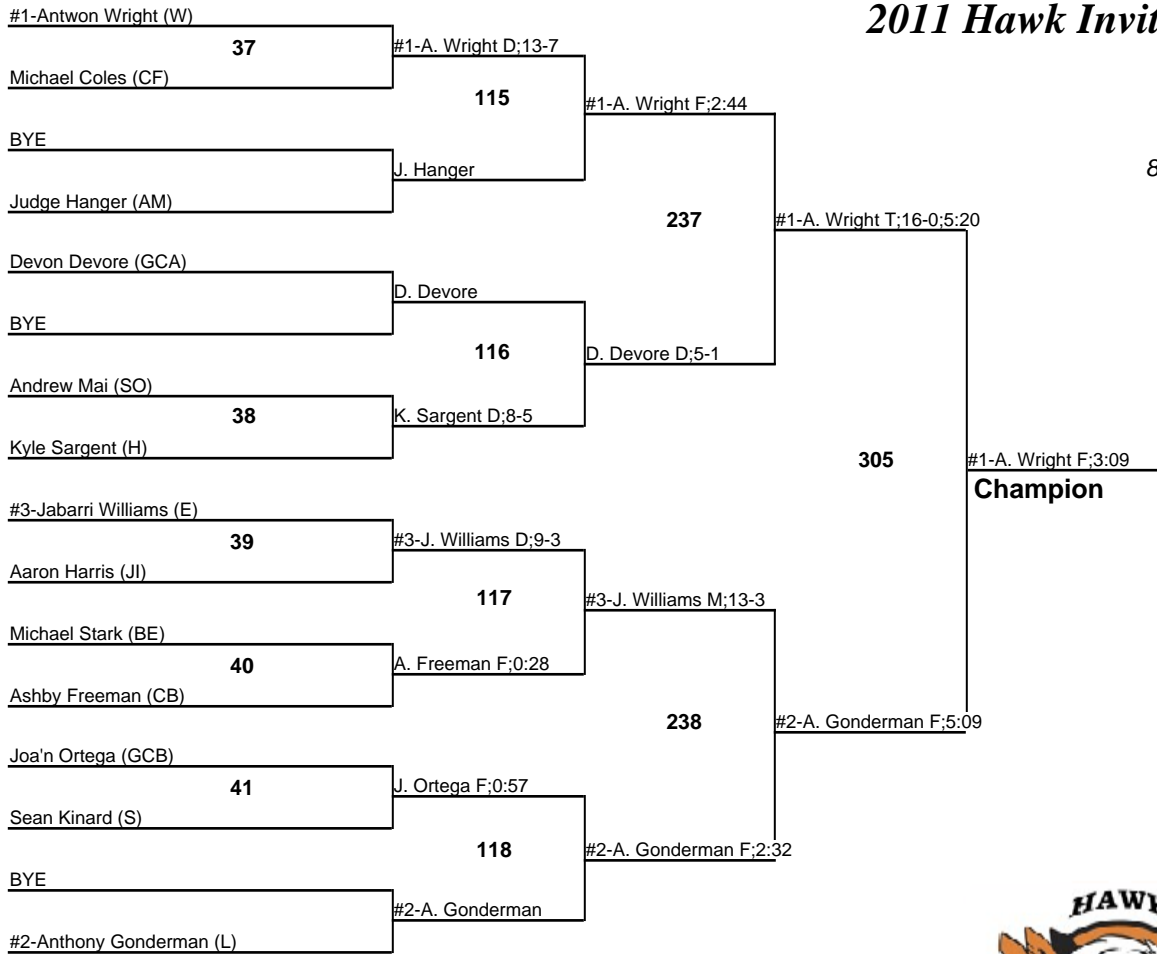 2011 Hawk Invit
8
#1-Antwon Wright (W)
37
Michael Coles (CF)
BYE
Judge Hanger (AM)
Devon Devore (GCA)
BYE
Andrew Mai (SO)
38
Kyle Sargent (H)
#3-Jabarri Williams (E)
39
Aaron Harris (JI)
Michael Stark (BE)
40
Ashby Freeman (CB)
Joa'n Ortega (GCB)
41
Sean Kinard (S)
BYE
#2-Anthony Gonderman (L)
#1-A. Wright D;13-7
115
J. Hanger
D. Devore
116
K. Sargent D;8-5
#3-J. Williams D;9-3
117
A. Freeman F;0:28
J. Ortega F;0:57
118
#2-A. Gonderman
#1-A. Wright F;2:44
237
D. Devore D;5-1
#3-J. Williams M;13-3
238
#2-A. Gonderman F;2:32
#1-A. Wright T;16-0;5:20
305
#2-A. Gonderman F;5:09
#1-A. Wright F;3:09
Champion